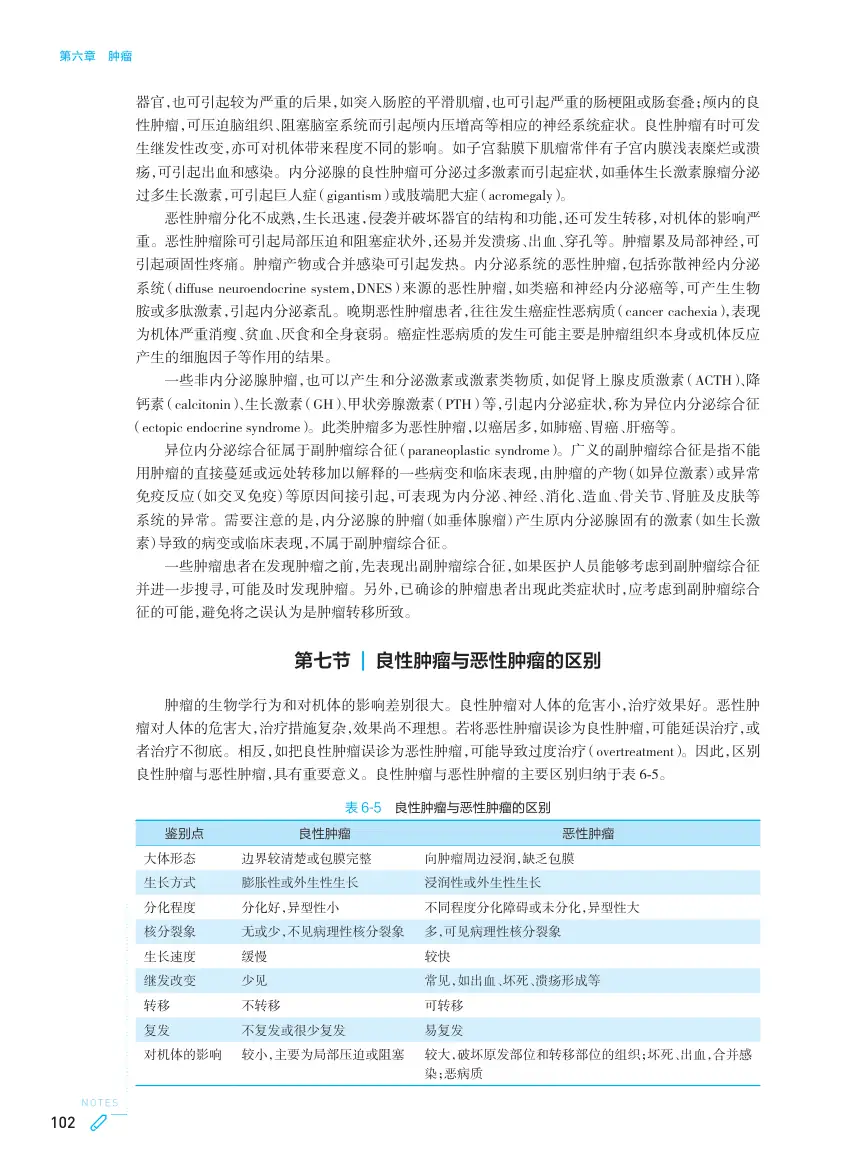 第六章　肿瘤
器官,也可引起较为严重的后果,如突入肠腔的平滑肌瘤,也可引起严重的肠梗阻或肠套叠;颅内的良
性肿瘤,可压迫脑组织、阻塞脑室系统而引起颅内压增高等相应的神经系统症状。良性肿瘤有时可发
生继发性改变,亦可对机体带来程度不同的影响。如子宫黏膜下肌瘤常伴有子宫内膜浅表糜烂或溃
疡,可引起出血和感染。内分泌腺的良性肿瘤可分泌过多激素而引起症状,如垂体生长激素腺瘤分泌
过多生长激素,可引起巨人症(gigantism)或肢端肥大症(acromegaly)。
恶性肿瘤分化不成熟,生长迅速,侵袭并破坏器官的结构和功能,还可发生转移,对机体的影响严
重。恶性肿瘤除可引起局部压迫和阻塞症状外,还易并发溃疡、出血、穿孔等。肿瘤累及局部神经,可
引起顽固性疼痛。肿瘤产物或合并感染可引起发热。内分泌系统的恶性肿瘤,包括弥散神经内分泌
系统(diffuse neuroendocrine system,DNES)来源的恶性肿瘤,如类癌和神经内分泌癌等,可产生生物
胺或多肽激素,引起内分泌紊乱。晚期恶性肿瘤患者,往往发生癌症性恶病质(cancer cachexia),表现
为机体严重消瘦、贫血、厌食和全身衰弱。癌症性恶病质的发生可能主要是肿瘤组织本身或机体反应
产生的细胞因子等作用的结果。
一些非内分泌腺肿瘤,也可以产生和分泌激素或激素类物质,如促肾上腺皮质激素(ACTH)、降
钙素(calcitonin)、生长激素(GH)、甲状旁腺激素(PTH)等,引起内分泌症状,称为异位内分泌综合征
(ectopic endocrine syndrome)。此类肿瘤多为恶性肿瘤,以癌居多,如肺癌、胃癌、肝癌等。
异位内分泌综合征属于副肿瘤综合征(paraneoplastic syndrome)。广义的副肿瘤综合征是指不能
用肿瘤的直接蔓延或远处转移加以解释的一些病变和临床表现,由肿瘤的产物(如异位激素)或异常
免疫反应(如交叉免疫)等原因间接引起,可表现为内分泌、神经、消化、造血、骨关节、肾脏及皮肤等
系统的异常。需要注意的是,内分泌腺的肿瘤(如垂体腺瘤)产生原内分泌腺固有的激素(如生长激
素)导致的病变或临床表现,不属于副肿瘤综合征。
一些肿瘤患者在发现肿瘤之前,先表现出副肿瘤综合征,如果医护人员能够考虑到副肿瘤综合征
并进一步搜寻,可能及时发现肿瘤。另外,已确诊的肿瘤患者出现此类症状时,应考虑到副肿瘤综合
征的可能,避免将之误认为是肿瘤转移所致。
第七节｜良性肿瘤与恶性肿瘤的区别
肿瘤的生物学行为和对机体的影响差别很大。良性肿瘤对人体的危害小,治疗效果好。恶性肿
瘤对人体的危害大,治疗措施复杂,效果尚不理想。若将恶性肿瘤误诊为良性肿瘤,可能延误治疗,或
者治疗不彻底。相反,如把良性肿瘤误诊为恶性肿瘤,可能导致过度治疗(overtreatment)。因此,区别
良性肿瘤与恶性肿瘤,具有重要意义。良性肿瘤与恶性肿瘤的主要区别归纳于表 6-5。
表 6-5　良性肿瘤与恶性肿瘤的区别
鉴别点　良性肿瘤　恶性肿瘤
大体形态　边界较清楚或包膜完整　向肿瘤周边浸润,缺乏包膜
生长方式　膨胀性或外生性生长　浸润性或外生性生长
分化程度　分化好,异型性小　不同程度分化障碍或未分化,异型性大
核分裂象　无或少,不见病理性核分裂象　多,可见病理性核分裂象
生长速度　缓慢　较快
继发改变　少见　常见,如出血、坏死、溃疡形成等
转移　不转移　可转移
复发　不复发或很少复发　易复发
对机体的影响　较小,主要为局部压迫或阻塞　较大,破坏原发部位和转移部位的组织;坏死、出血,合并感
染;恶病质
NOTES
102